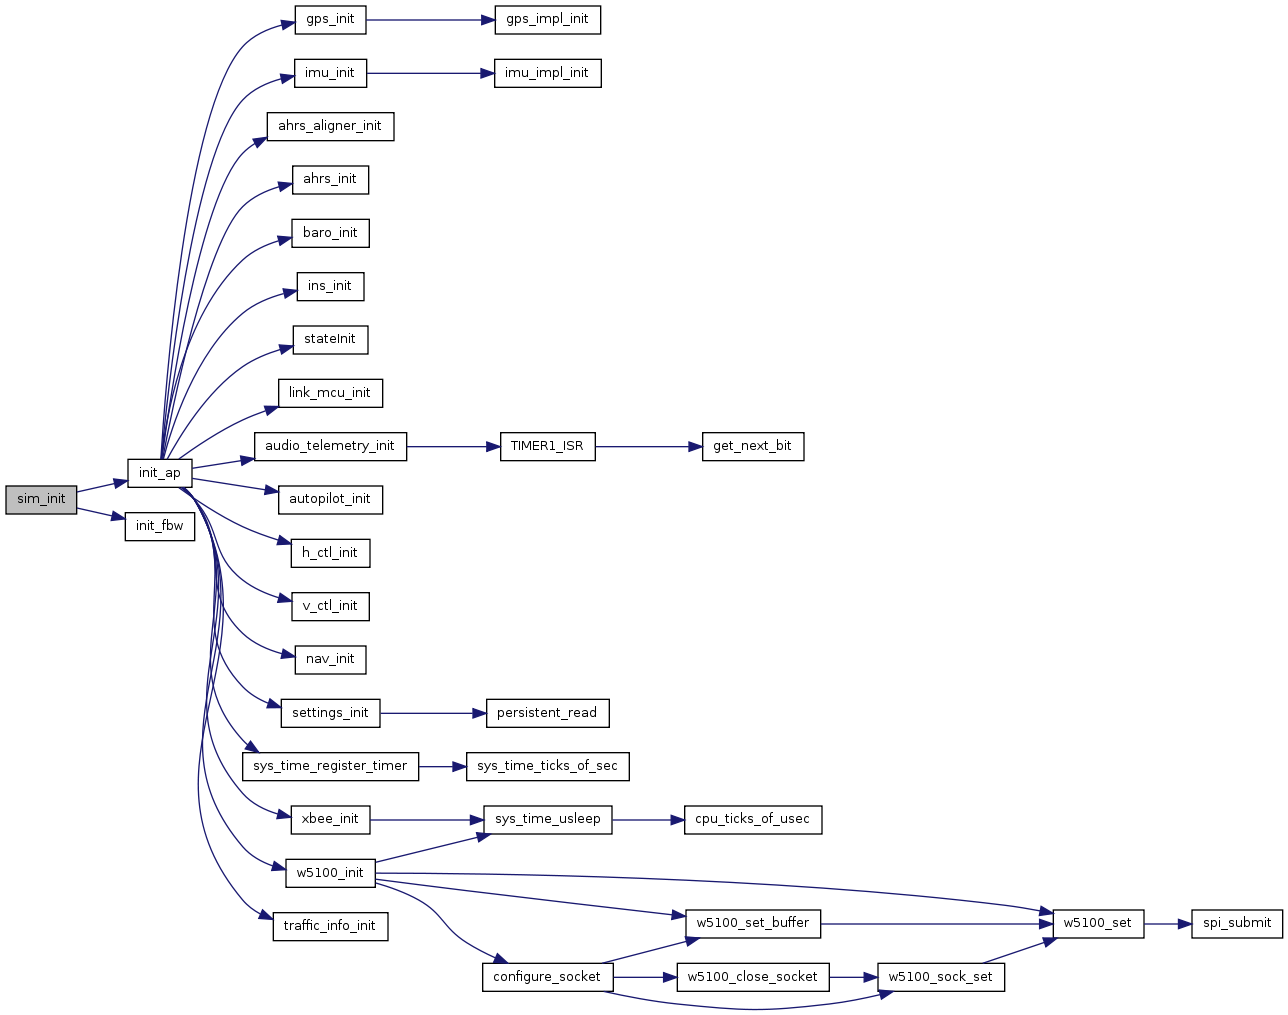 gps_init
gps_impl_init
imu_init
imu_impl_init
ahrs_aligner_init
ahrs_init
baro_init
ins_init
stateInit
link_mcu_init
audio_telemetry_init
TIMER1_ISR
get_next_bit
init_ap
sim_init
autopilot_init
init_fbw
h_ctl_init
v_ctl_init
nav_init
settings_init
persistent_read
sys_time_register_timer
sys_time_ticks_of_sec
xbee_init
sys_time_usleep
cpu_ticks_of_usec
w5100_init
traffic_info_init
w5100_set_buffer
w5100_set
spi_submit
configure_socket
w5100_close_socket
w5100_sock_set